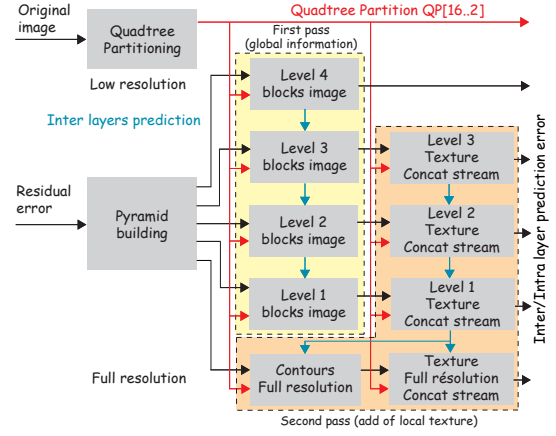 Original
image
Quadtree
Partitioning
Quadtree Partition QP[16..2]
First pass
(global information)
Low resolution
Level 4
blocks image
Inter layers prediction
Level 3
blocks image
Level 3
Texture
Concat stream
Residual
error
Pyramid
building
Level 2
blocks image
Level 2
Texture
Concat stream
Level 1
blocks image
Level 1
Texture
Concat stream
Inter/Intra layer prediction error
Full resolution
Contours
Full resolution
Texture
Full résolution
Concat stream
Second pass (add of local texture)